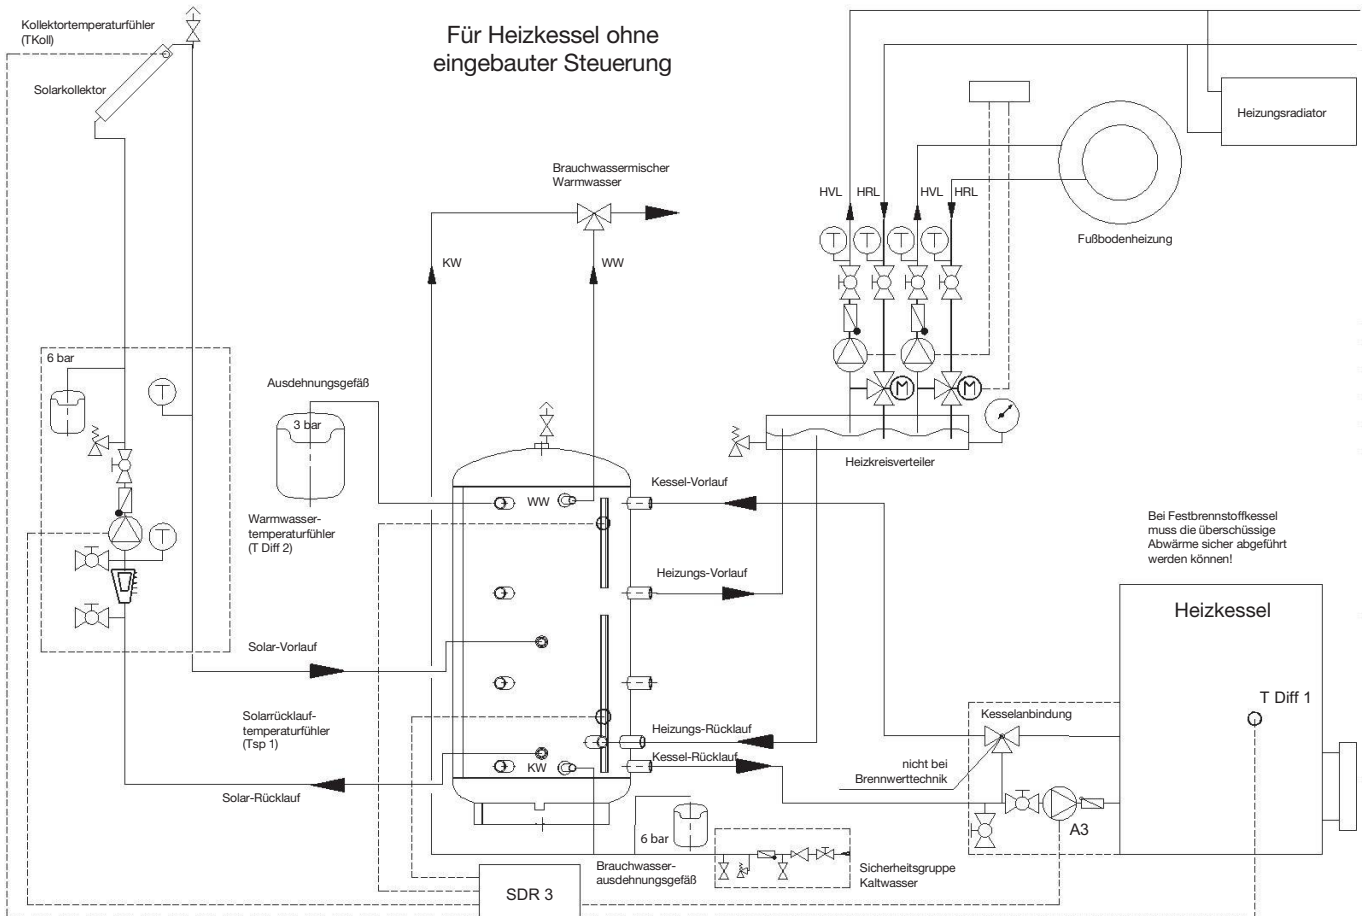 Kollektortemperaturfühler
(TKoll)
Solarkollektor
Für Heizkessel ohne
eingebauter Steuerung
Heizungsradiator
Brauchwassermischer
Warmwasser
HVL
HRL
HVL
HRL
Fußbodenheizung
T
T
T
T
KW
WW
6 bar
T
Ausdehnungsgefäß
3 bar
M
M
Heizkreisverteiler
WW
Kessel-Vorlauf
Warmwasser-
temperaturfühler
(T Diff 2)
T
Bei Festbrennstoffkessel
muss die überschüssige
Abwärme sicher abgeführt
werden können!
Heizungs-Vorlauf
Heizkessel
Solar-Vorlauf
T Diff 1
Solarrücklauf-
temperaturfühler
(Tsp 1)
Heizungs-Rücklauf
Kesselanbindung
Kessel-Rücklauf
KW
nicht bei
Brennwerttechnik
Solar-Rücklauf
A3
6 bar
Brauchwasser-
ausdehnungsgefäß
Sicherheitsgruppe
Kaltwasser
SDR 3